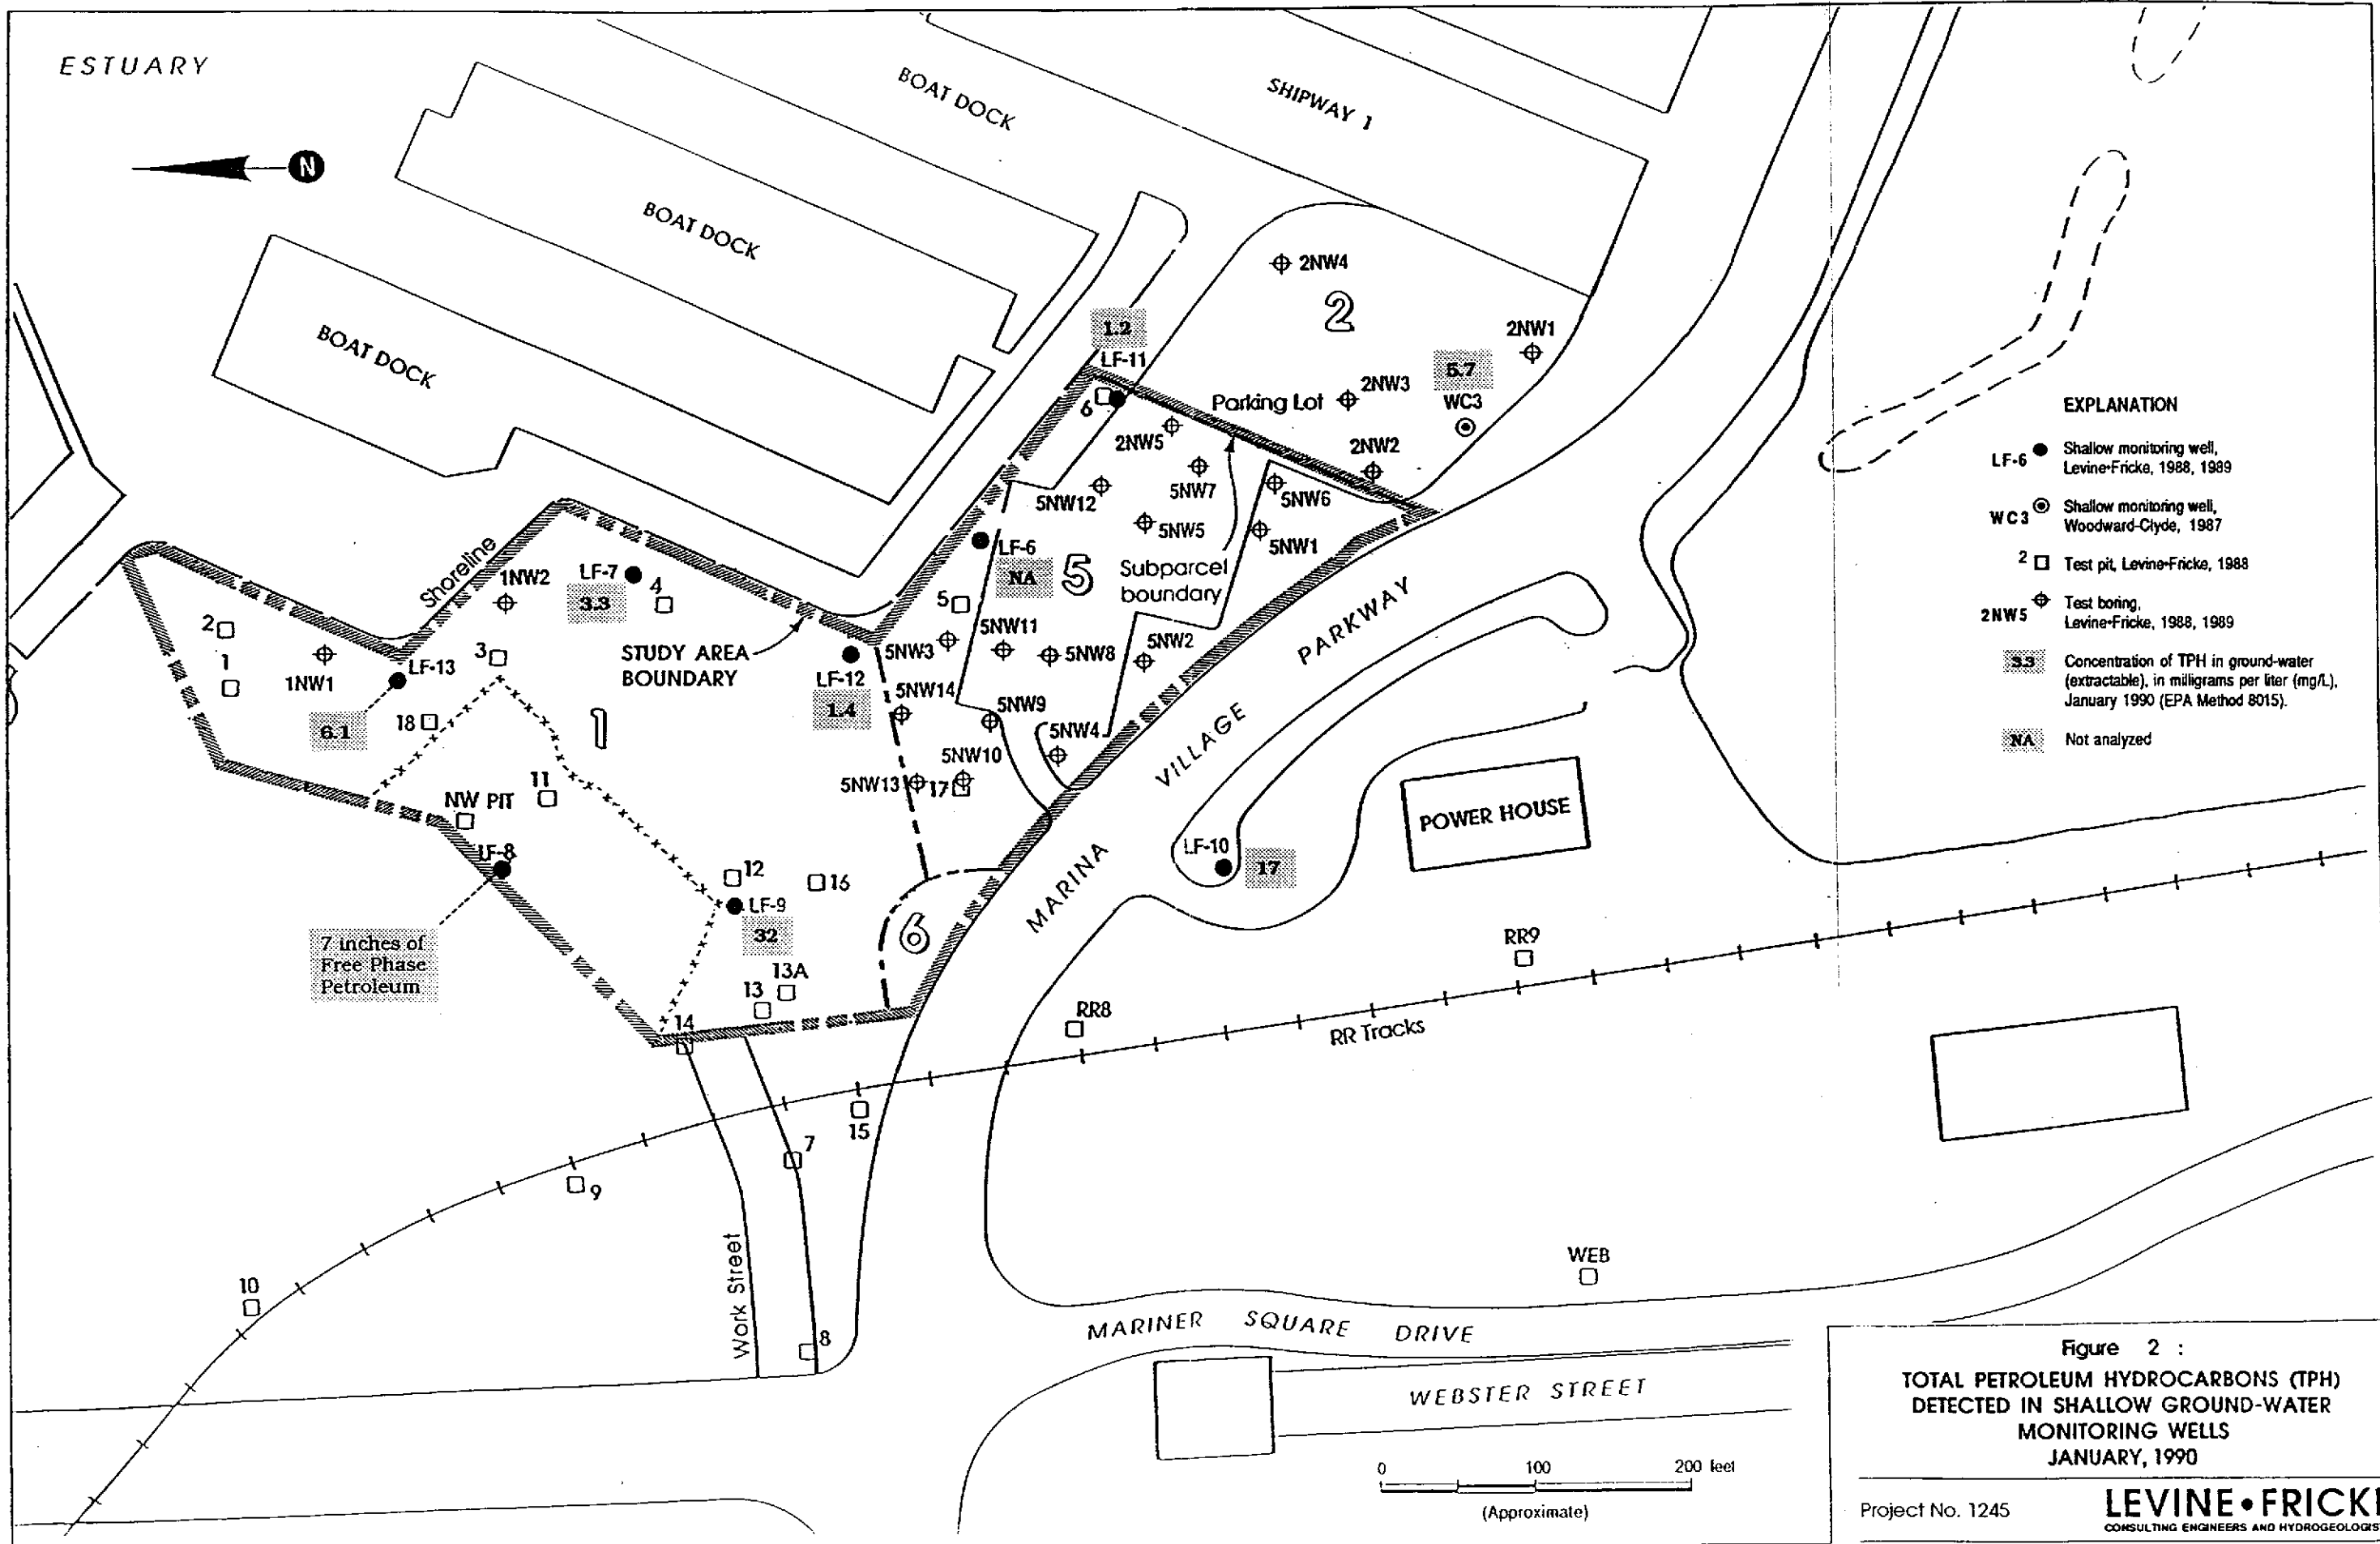 ESTUARY
N
BOAT DOCK
SHIPWAY 1
BOAT DOCK
BOAT DOCK
2NW4
2
2NW1
1.2
LF-11
6
Parking Lot
2NW3
5.7
WC3
2NW5
2NW2
5NW12
5NW7
5NW6
5NW5
5NW1
LF-6
NA
5
Subparcel
boundary
Shoreline
1NW2
LF-7
3.3
4
5
STUDY AREA
BOUNDARY
5NW3
5NW11
5NW8
5NW2
2
1
1NW1
LF-13
6.1
3
18
1
LF-12
1.4
5NW14
5NW9
5NW4
5NW10
5NW13
17
NW PIT
11
LF-8
7 inches of
Free Phase
Petroleum
12
16
LF-9
32
6
13A
13
14
MARINA VILLAGE PARKWAY
LF-10
17
POWER HOUSE
RR9
RR8
RR Tracks
15
7
9
10
8
Work Street
WEB
MARINER SQUARE DRIVE
WEBSTER STREET
0 100 200 feet
(Approximate)
EXPLANATION
LF-6 Shallow monitoring well,
Levine•Fricke, 1988, 1989
WC3 Shallow monitoring well,
Woodward-Clyde, 1987
2 Test pit, Levine•Fricke, 1988
2NW5 Test boring,
Levine•Fricke, 1988, 1989
3.3 Concentration of TPH in ground-water
(extractable), in milligrams per liter (mg/L),
January 1990 (EPA Method 8015).
NA Not analyzed
Figure 2 :
TOTAL PETROLEUM HYDROCARBONS (TPH)
DETECTED IN SHALLOW GROUND-WATER
MONITORING WELLS
JANUARY, 1990
Project No. 1245
LEVINE•FRICK
CONSULTING ENGINEERS AND HYDROGEOLOGIS